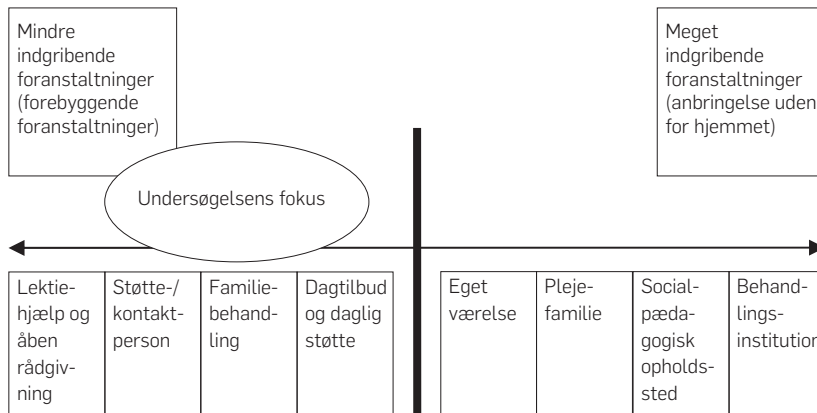 Mindre
indgribende
foranstaltninger
(forebyggende
foranstaltninger)
Meget
indgribende
foranstaltninger
(anbringelse uden
for hjemmet)
Undersøgelsens fokus
Lektie-
hjælp og
åben
rådgiv-
ning
Støtte-/
kontakt-
person
Familie-
behand-
ling
Dagtilbud
og daglig
støtte
Eget
værelse
Pleje-
familie
Social-
pæda-
gogisk
opholds-
sted
Behand-
lings-
institution